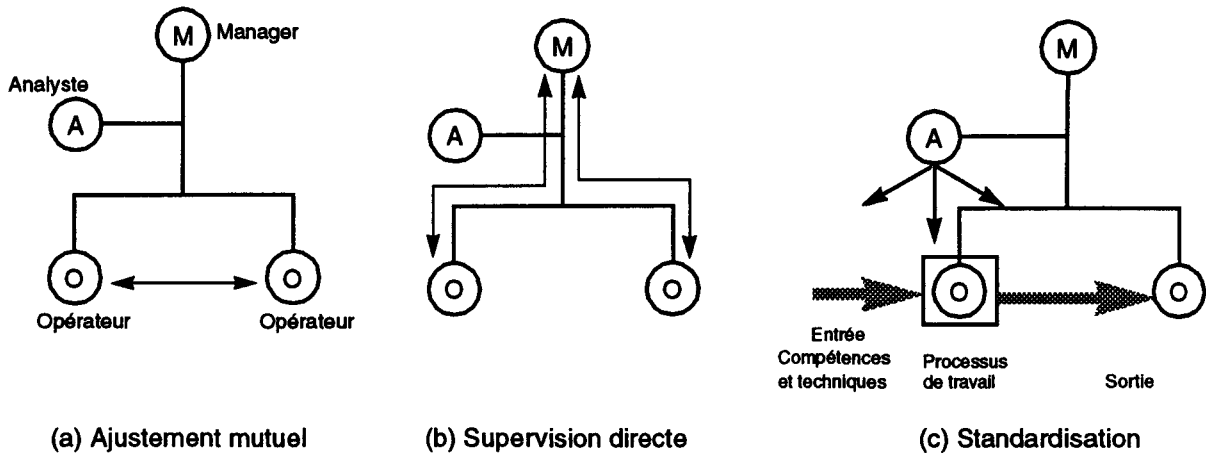 M Manager
Analyste
A
O
O
Opérateur
Opérateur
(a) Ajustement mutuel
M
A
O
O
(b) Supervision directe
M
A
O
O
Entrée
Compétences
et techniques
Processus
de travail
Sortie
(c) Standardisation